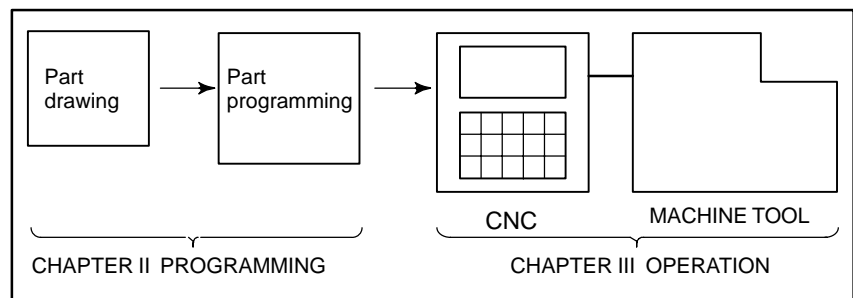 Part
drawing
Part
programming
CNC
MACHINE TOOL
CHAPTER II PROGRAMMING
CHAPTER III OPERATION